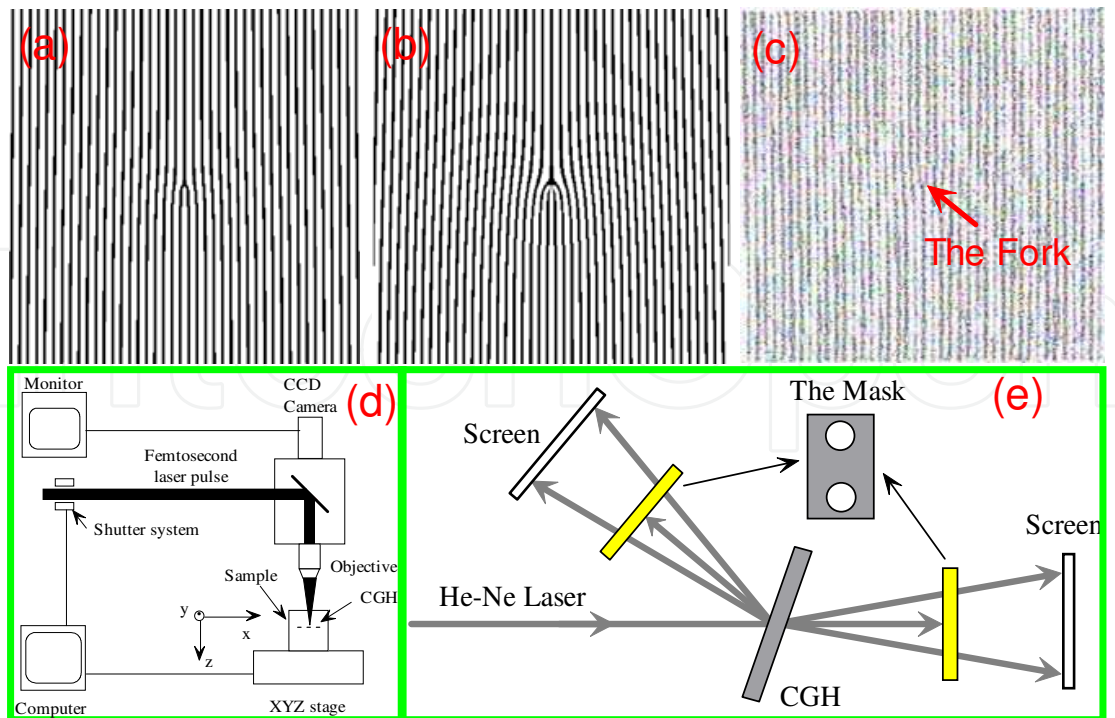 (a)
(b)
(c)
The Fork
Monitor
CCD
Camera
(d)
Femtosecond
laser pulse
Shutter system
Sample
Objective
CGH
y
x
z
Computer
XYZ stage
(e)
The Mask
Screen
Screen
He-Ne Laser
CGH